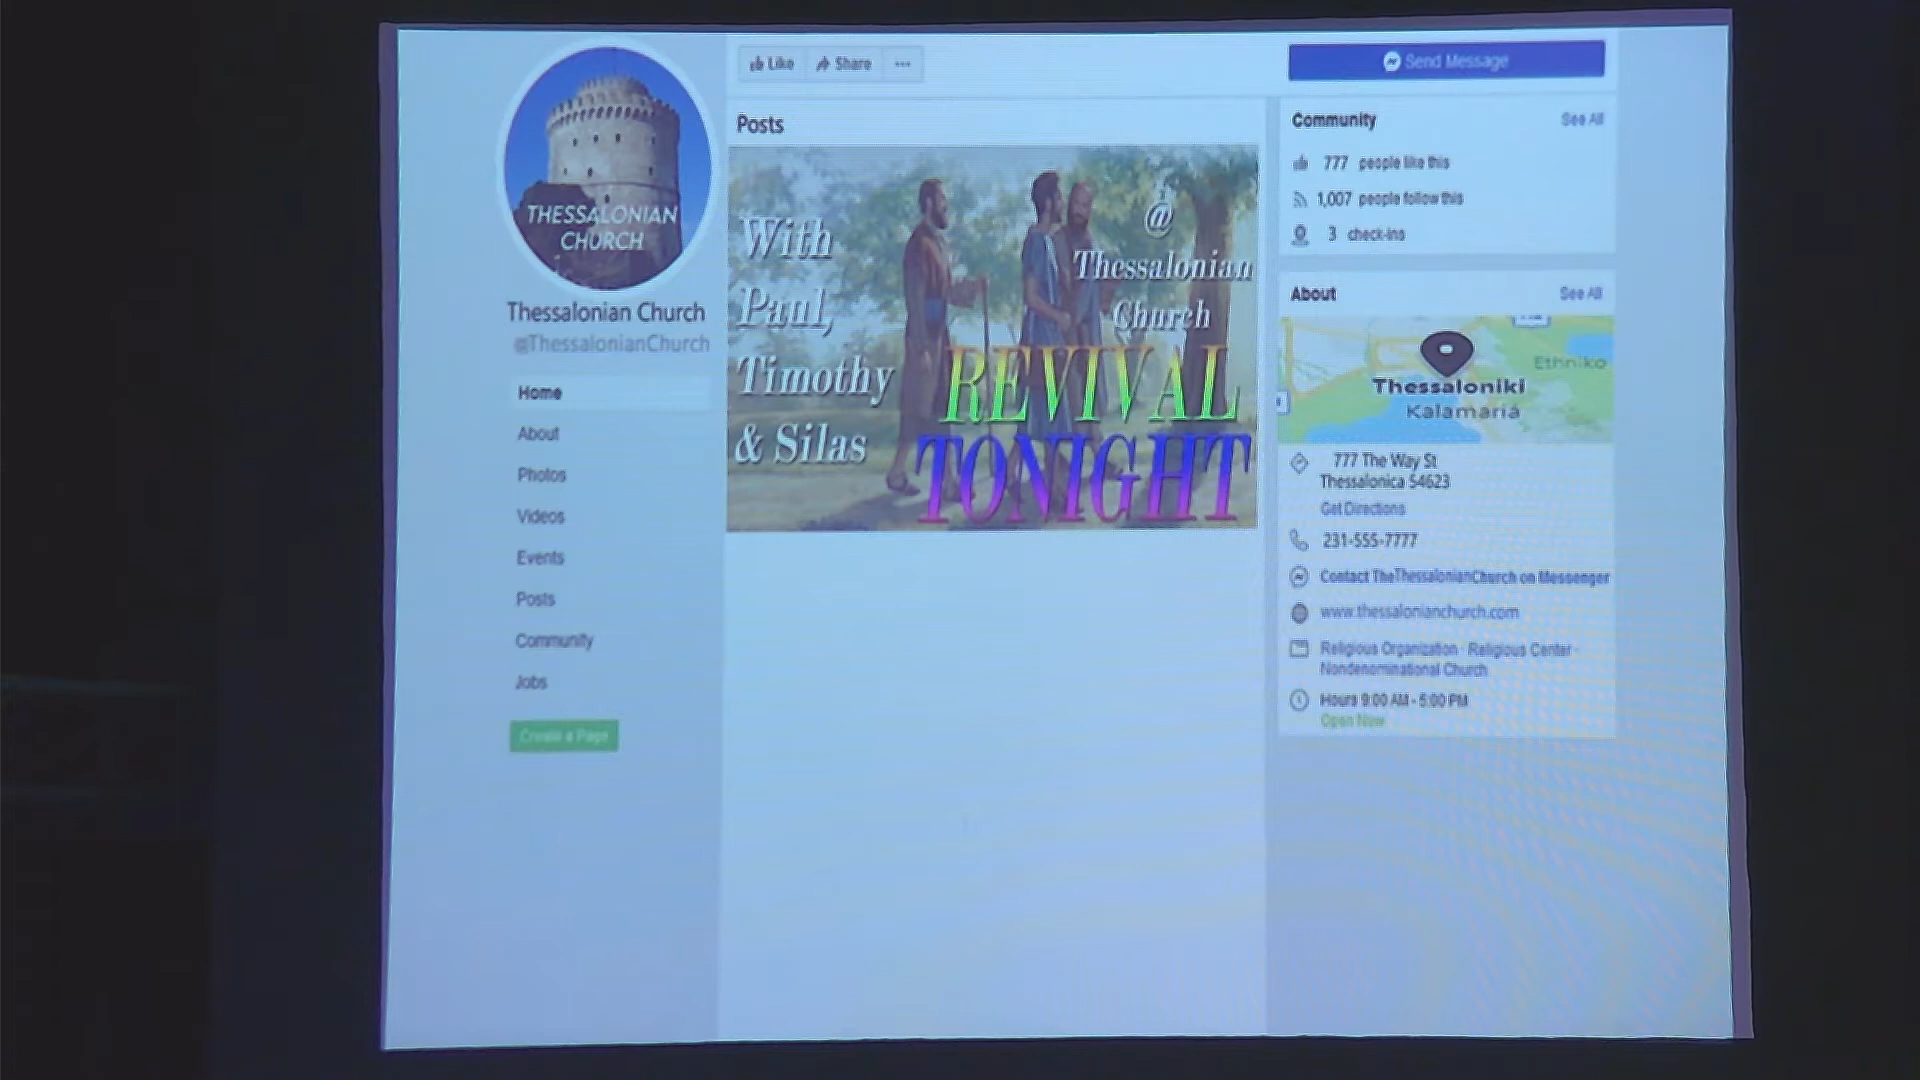 THESSALONIAN
CHURCH
Thessalonian Church
@ThessalonianChurch
Home
About
Photos
Videos
Events
Posts
Community
Jobs
Create a Page
Like Share ...
Posts
With
Paul,
Timothy
& Silas
@
Thessalonian
Church
REVIVAL
TONIGHT
Send Message
Community See All
777 people like this
1,007 people follow this
3 check-ins
About See All
Ethniko
Thessaloniki
Kalamaria
777 The Way St
Thessalonica 54623
Get Directions
231-555-7777
Contact TheThessalonianChurch on Messenger
www.thessalonianchurch.com
Religious Organization · Religious Center ·
Nondenominational Church
Hours 9:00 AM - 5:00 PM
Open Now